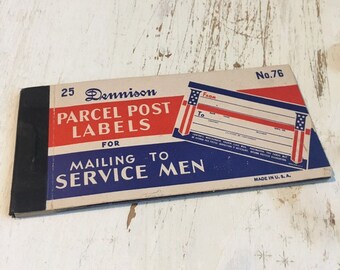 25 Dennison No.76
PARCEL POST
LABELS
FOR
MAILING TO
SERVICE MEN
From
To
MADE IN U.S.A.